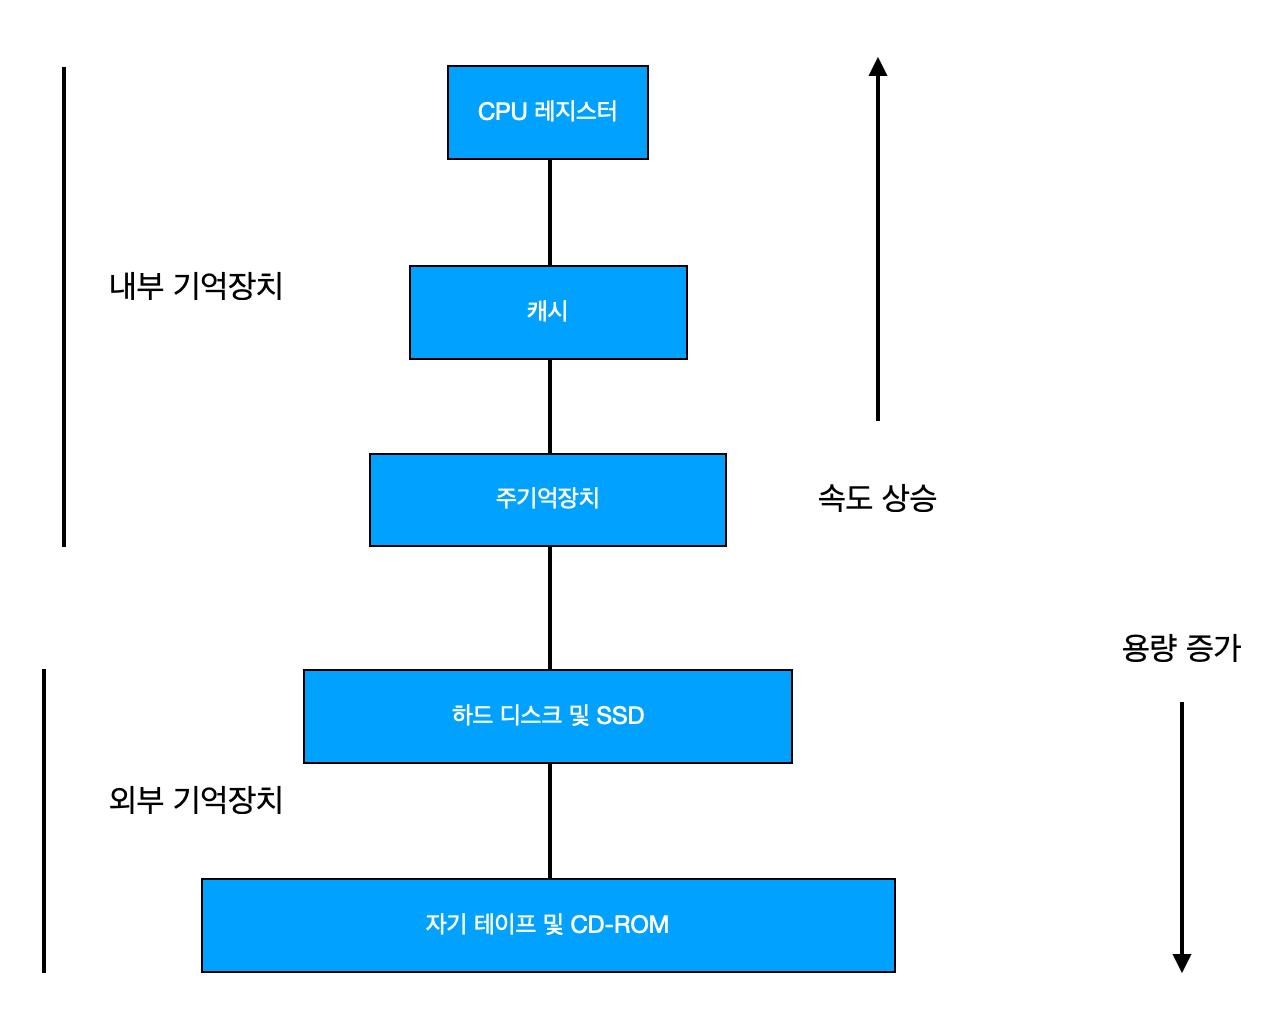 CPU 레지스터
내부 기억장치
캐시
주기억장치
속도 상승
용량 증가
하드 디스크 및 SSD
외부 기억장치
자기 테이프 및 CD-ROM